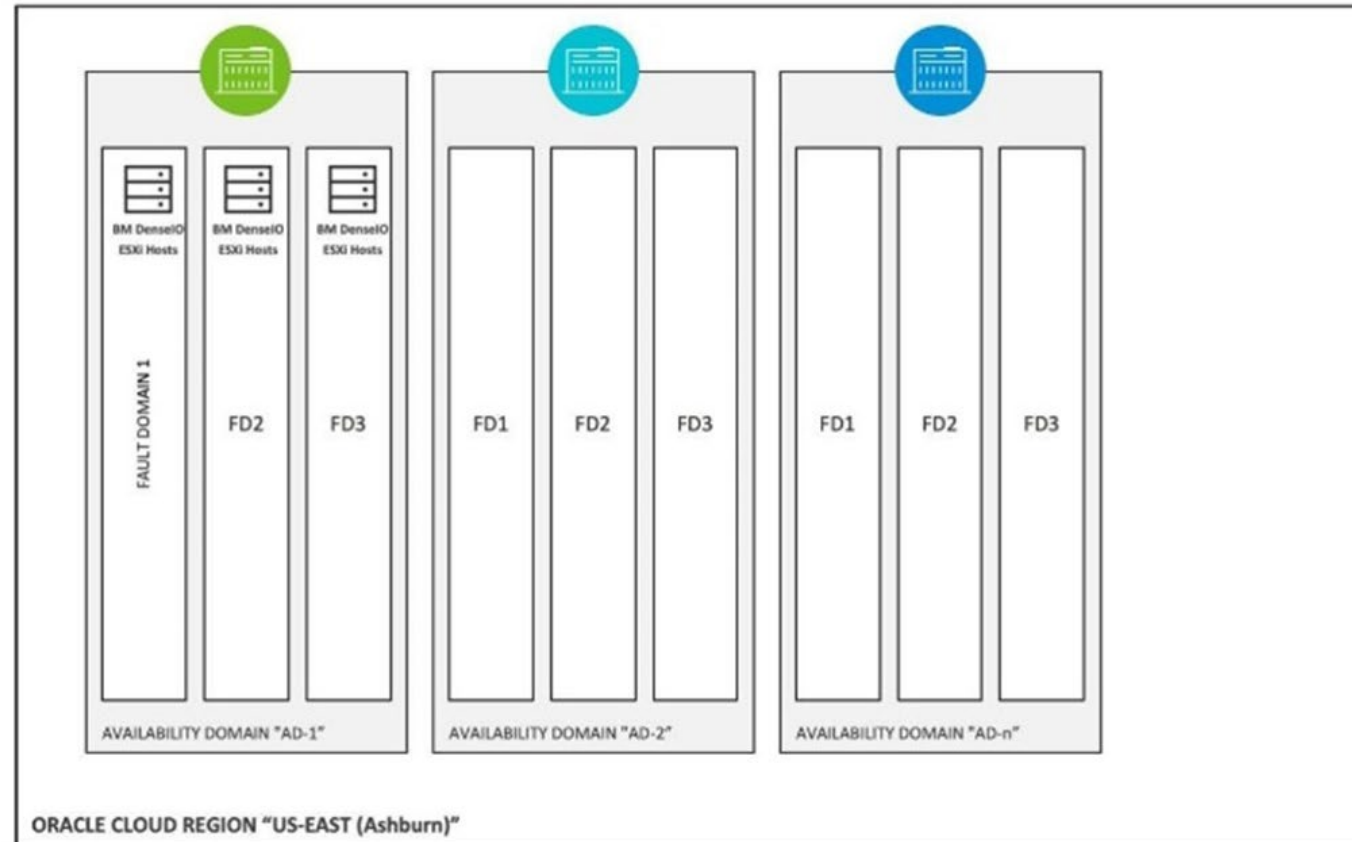 BM DenseIO
ESXi Hosts
BM DenseIO
ESXi Hosts
BM DenseIO
ESXi Hosts
FAULT DOMAIN 1
FD2
FD3
AVAILABILITY DOMAIN "AD-1"
FD1
FD2
FD3
AVAILABILITY DOMAIN "AD-2"
FD1
FD2
FD3
AVAILABILITY DOMAIN "AD-n"
ORACLE CLOUD REGION “US-EAST (Ashburn)”